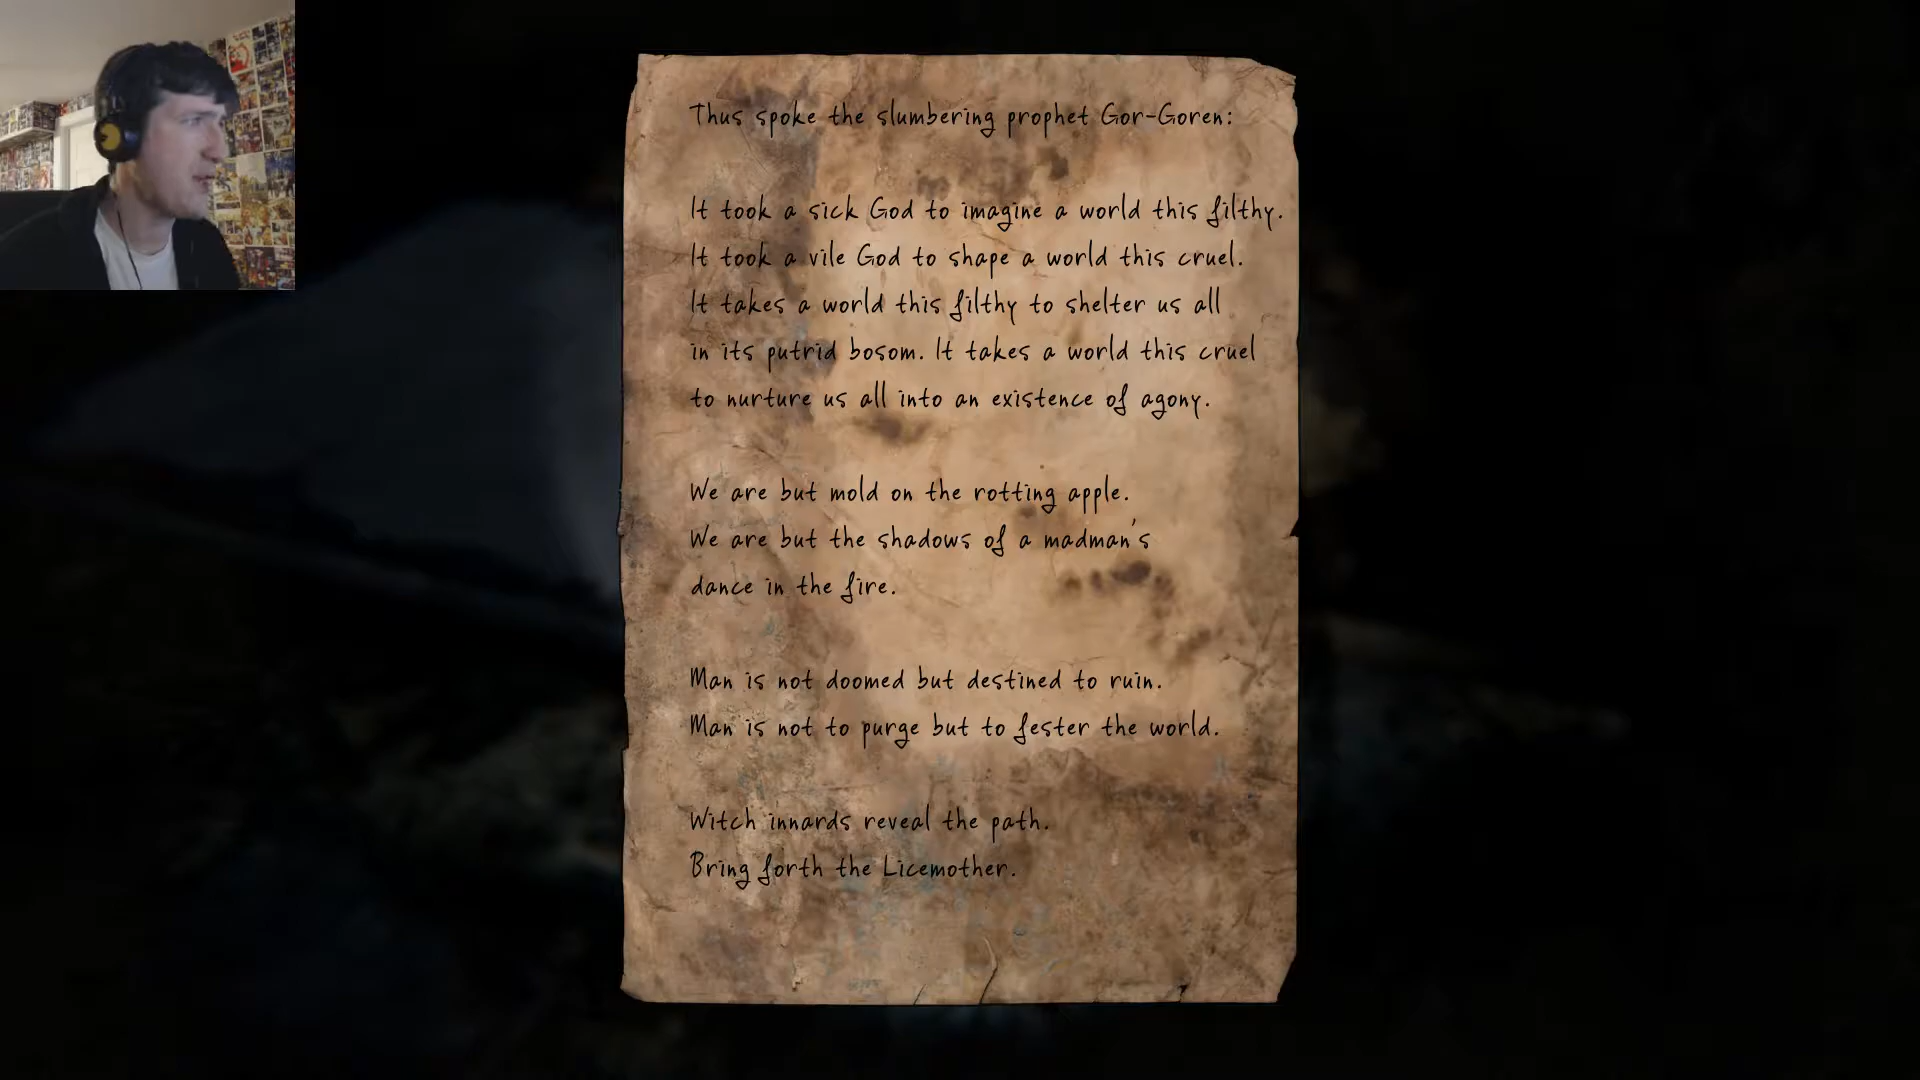 Thus spoke the slumbering prophet Gor-Goren:
It took a sick God to imagine a world this filthy.
It took a vile God to shape a world this cruel.
It takes a world this filthy to shelter us all
in its putrid bosom. It takes a world this cruel
to nurture us all into an existence of agony.
We are but mold on the rotting apple.
We are but the shadows of a madman's
dance in the fire.
Man is not doomed but destined to ruin.
Man is not to purge but to fester the world.
Witch innards reveal the path.
Bring forth the Licemother.